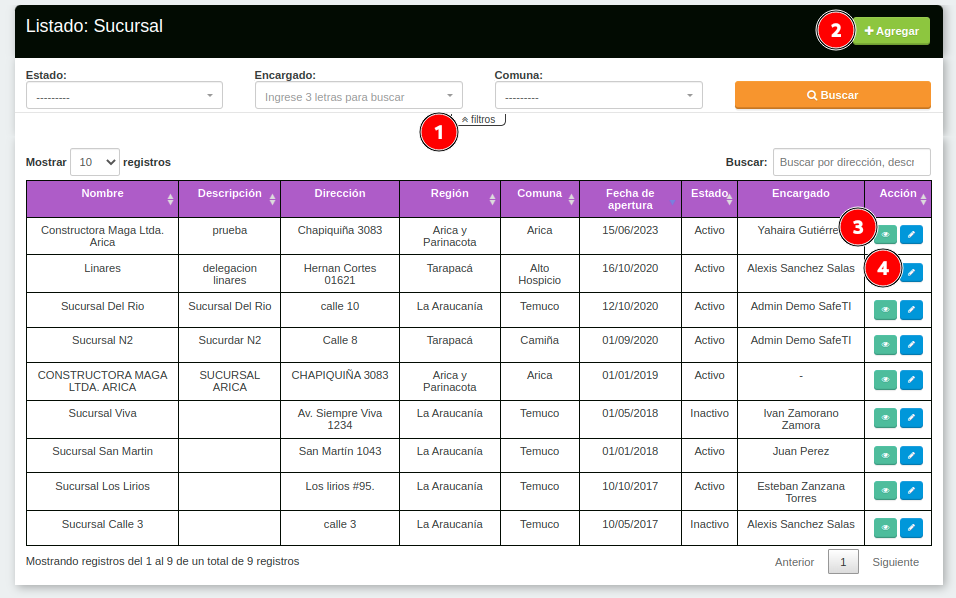 Listado: Sucursal
2
Agregar
Estado:
Encargado:
Comuna:
---------
Ingrese 3 letras para buscar
---------
Buscar
1
filtros
Mostrar 10 registros
Buscar: Buscar por dirección, descr
Nombre Descripción Dirección Región Comuna Fecha de apertura Estado Encargado Acción
Constructora Maga Ltda. Arica prueba Chapiquiña 3083 Arica y Parinacota Arica 15/06/2023 Activo Yahaira Gutiérre 3
Linares delegacion linares Hernan Cortes 01621 Tarapacá Alto Hospicio 16/10/2020 Activo Alexis Sanchez Salas 4
Sucursal Del Rio Sucursal Del Rio calle 10 La Araucanía Temuco 12/10/2020 Activo Admin Demo SafeTI
Sucursal N2 Sucurdar N2 Calle 8 Tarapacá Camiña 01/09/2020 Activo Admin Demo SafeTI
CONSTRUCTORA MAGA LTDA. ARICA SUCURSAL ARICA CHAPIQUIÑA 3083 Arica y Parinacota Arica 01/01/2019 Activo -
Sucursal Viva Av. Siempre Viva 1234 La Araucanía Temuco 01/05/2018 Inactivo Ivan Zamorano Zamora
Sucursal San Martin San Martín 1043 La Araucanía Temuco 01/01/2018 Activo Juan Perez
Sucursal Los Lirios Los lirios #95. La Araucanía Temuco 10/10/2017 Activo Esteban Zanzana Torres
Sucursal Calle 3 calle 3 La Araucanía Temuco 10/05/2017 Inactivo Alexis Sanchez Salas
Mostrando registros del 1 al 9 de un total de 9 registros
Anterior 1 Siguiente